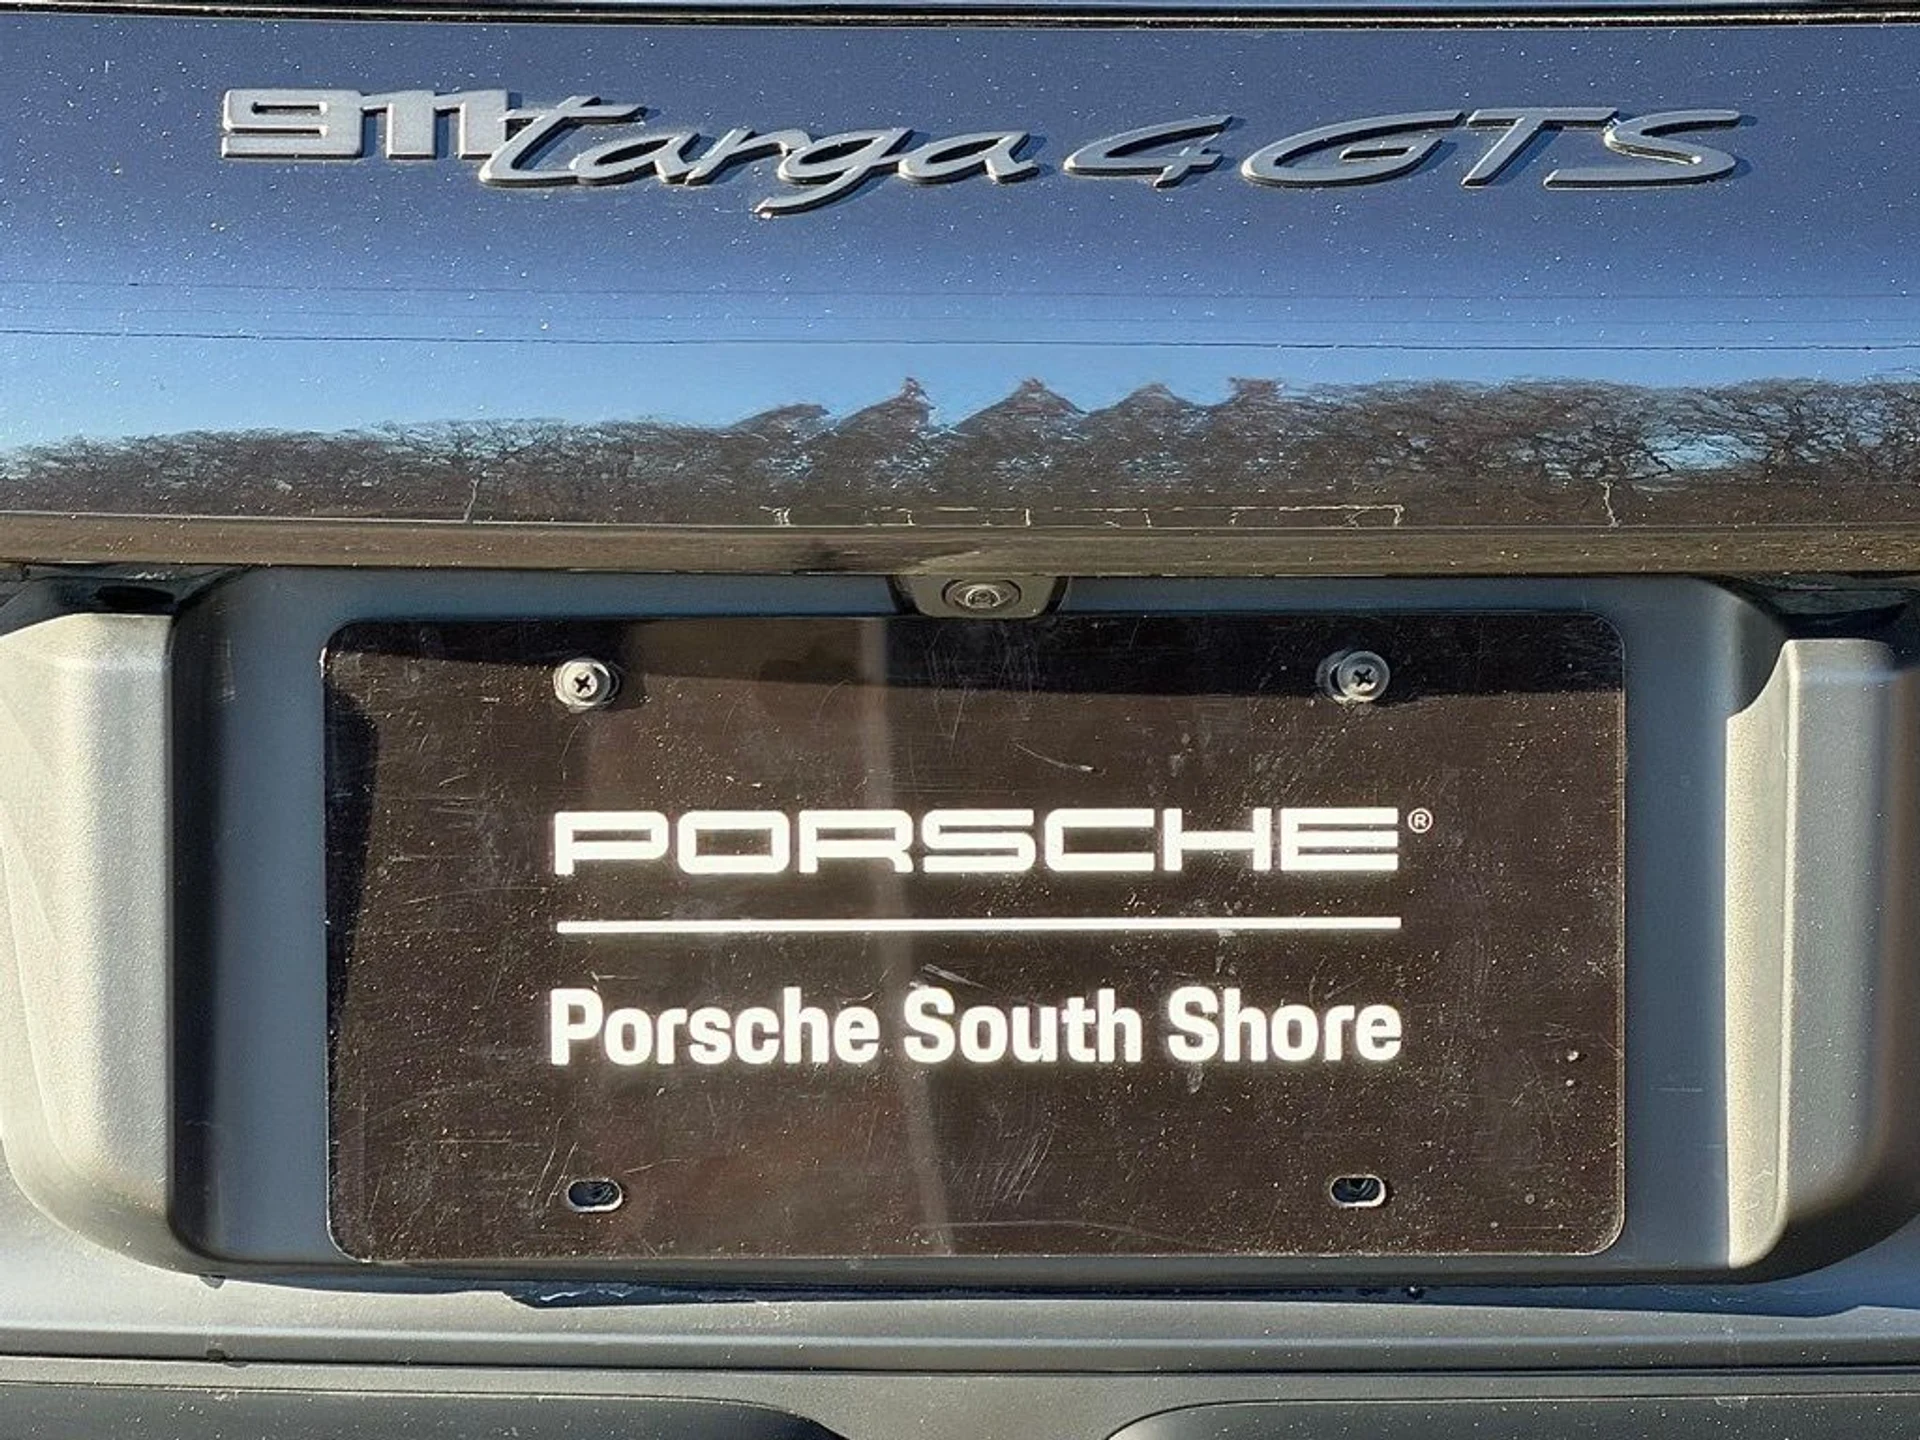 911 targa 4 GTS
PORSCHE®
Porsche South Shore